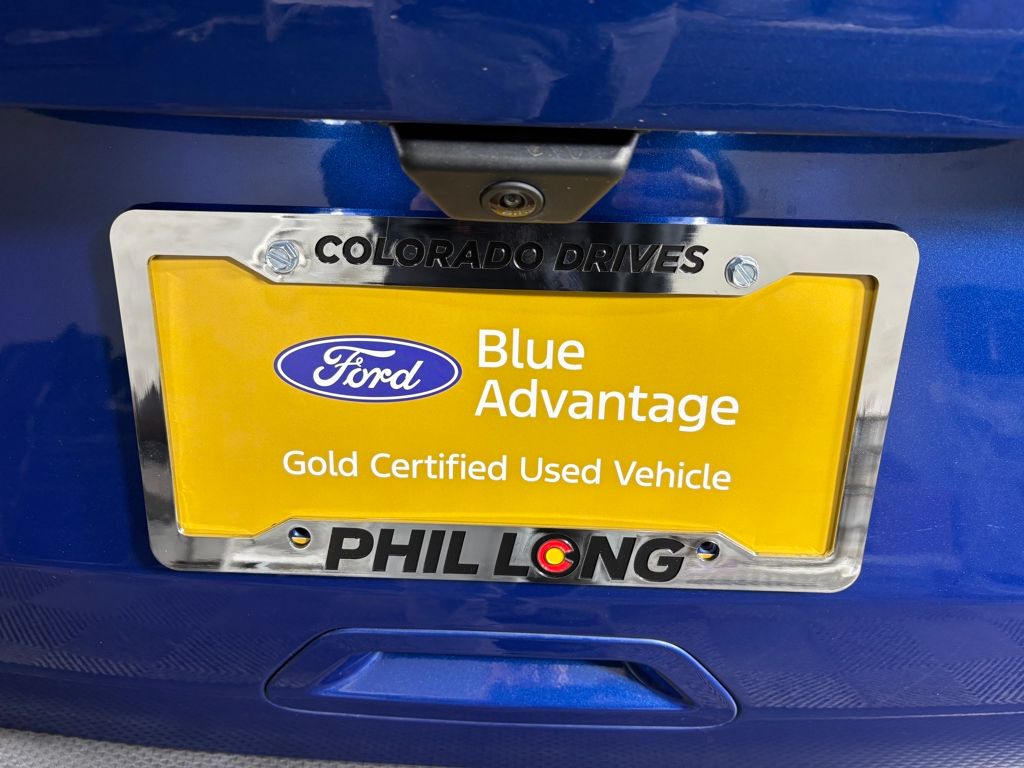 COLORADO DRIVES
Ford
Blue
Advantage
Gold Certified Used Vehicle
PHIL LONG